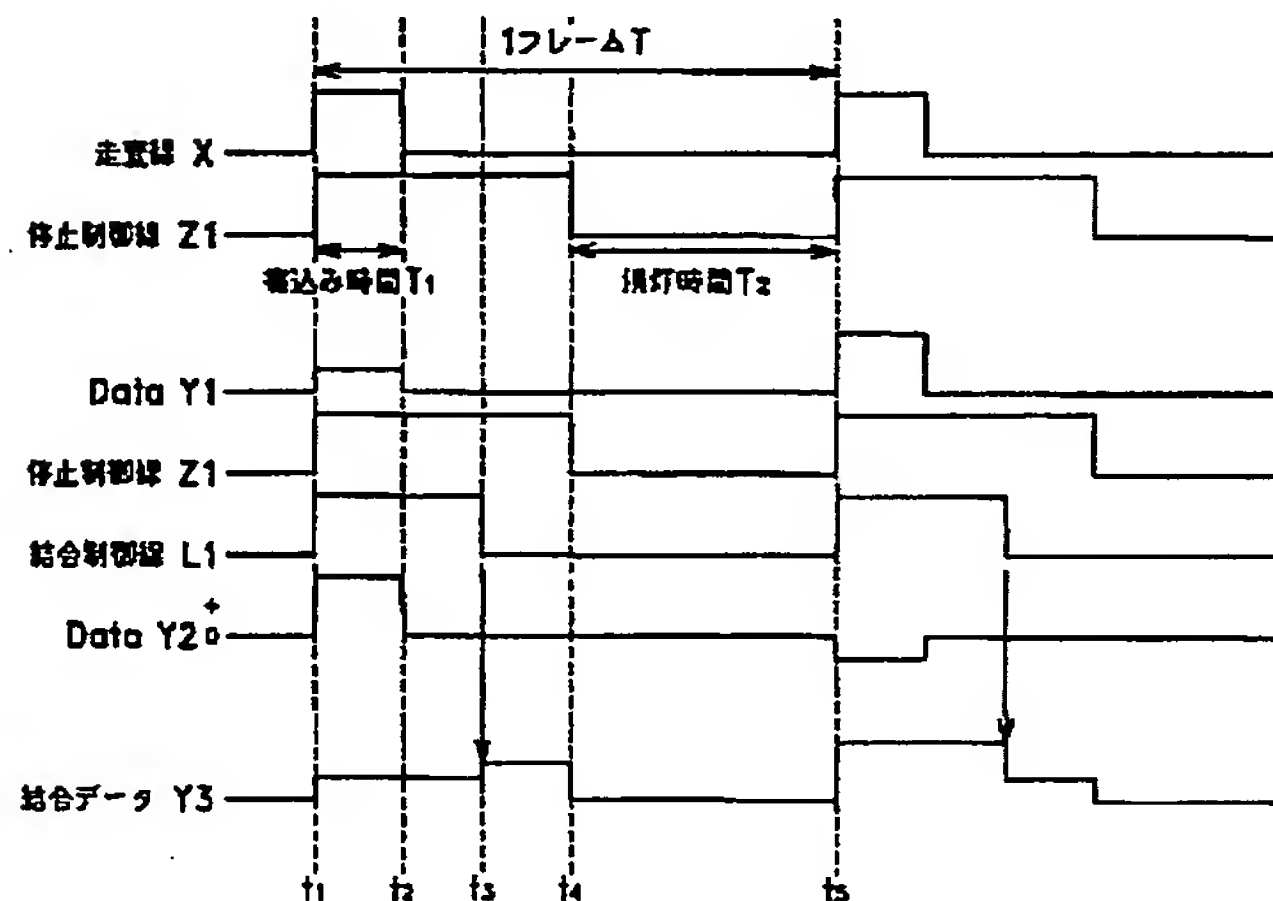 1フレームT
走査線 X
停止制御線 Z1
書込み時間T1
消灯時間T2
Data Y1
停止制御線 Z1
結合制御線 L1
+
Data Y2 0
結合データ Y3
t1 t2 t3 t4 t5